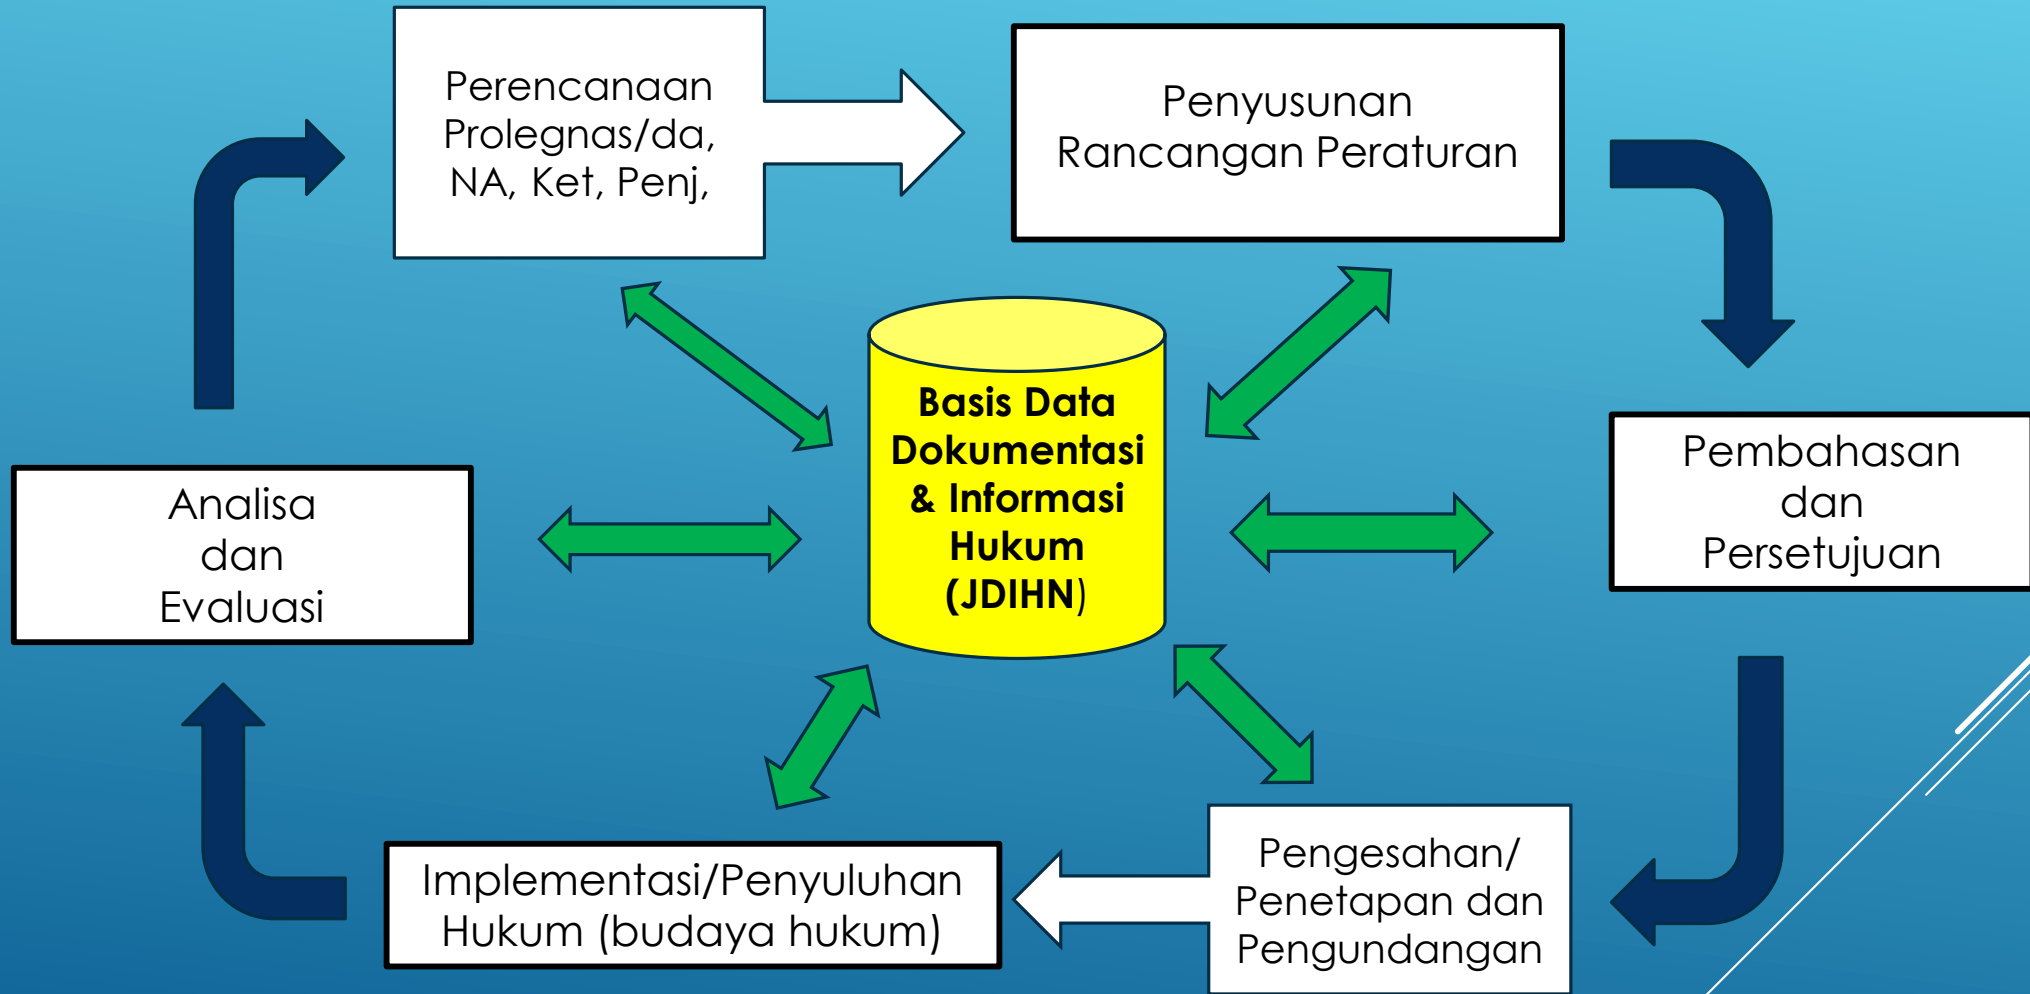 Perencanaan
Prolegnas/da,
NA, Ket, Penj,
Penyusunan
Rancangan Peraturan
Basis Data
Dokumentasi
& Informasi
Hukum
(JDIHN)
Pembahasan
dan
Persetujuan
Analisa
dan
Evaluasi
Implementasi/Penyuluhan
Hukum (budaya hukum)
Pengesahan/
Penetapan dan
Pengundangan